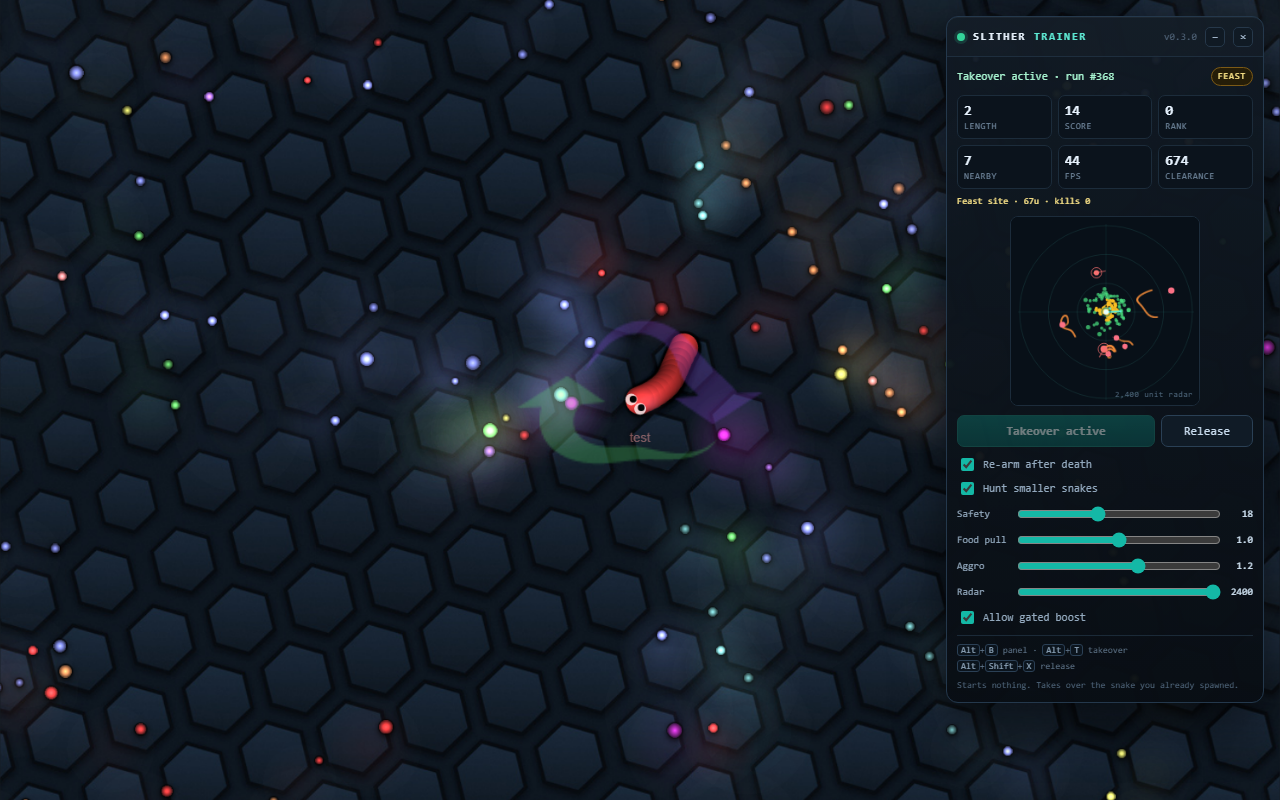 SLITHER TRAINER v0.3.0 – ×
Takeover active · run #368 FEAST
2 14 0
LENGTH SCORE RANK
7 44 674
NEARBY FPS CLEARANCE
Feast site · 67u · kills 0
2,400 unit radar
Takeover active Release
Re-arm after death
Hunt smaller snakes
Safety 18
Food pull 1.0
Aggro 1.2
Radar 2400
Allow gated boost
Alt+B panel · Alt+T takeover
Alt+Shift+X release
Starts nothing. Takes over the snake you already spawned.
test